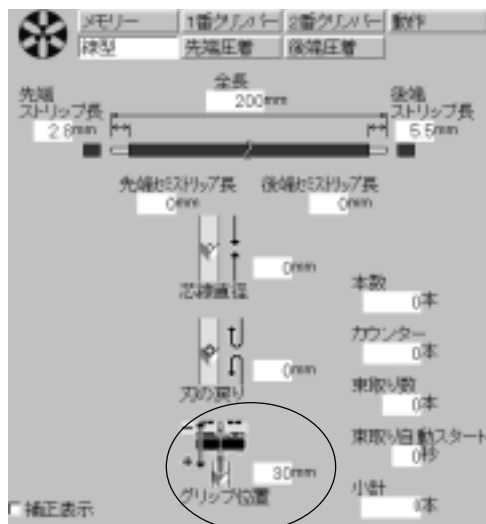 メモリー 1番クリンパー 2番クリンパー 動作
線型 先端圧着 後端圧着
全長
200mm
先端
ストリップ長
2.8mm
後端
ストリップ長
5.5mm
先端セミストリップ長 後端セミストリップ長
0mm 0mm
0mm
芯線直径
0mm
刃の戻り
30mm
グリップ位置
本数
0本
カウンター
0本
束取り数
0本
束取り自動スタート
0秒
小計
0本
補正表示